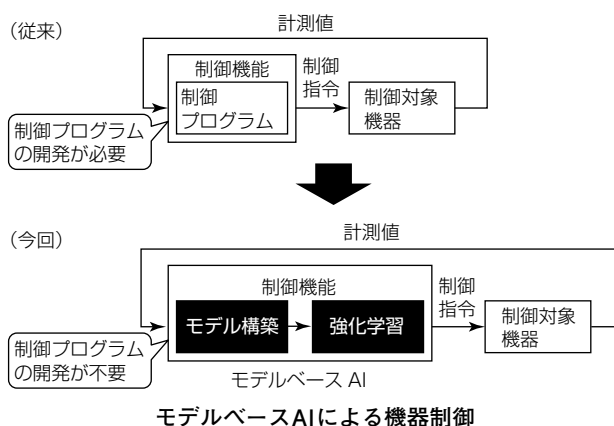 (従来)
計測値
制御機能
制御
プログラム
制御
指令
制御対象
機器
制御プログラム
の開発が必要
(今回)
計測値
制御機能
モデル構築
強化学習
制御
指令
制御対象
機器
制御プログラム
の開発が不要
モデルベース AI
モデルベースAIによる機器制御